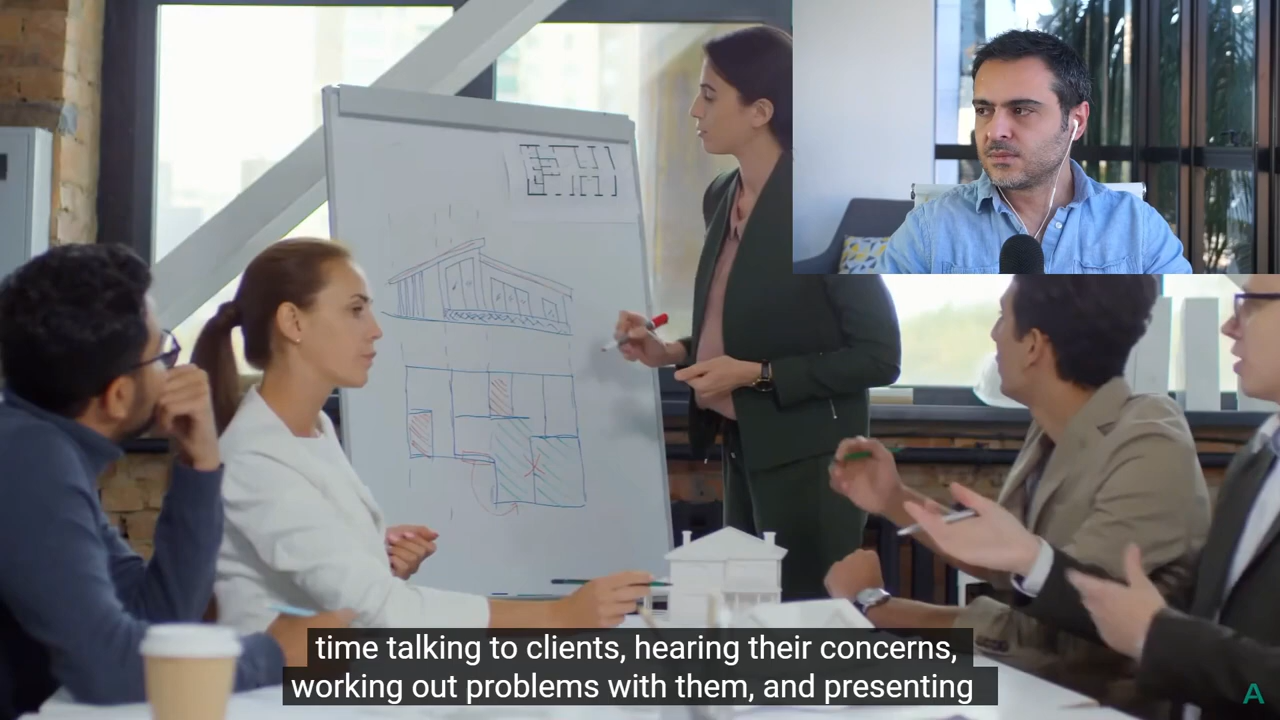 time talking to clients, hearing their concerns,
working out problems with them, and presenting
A